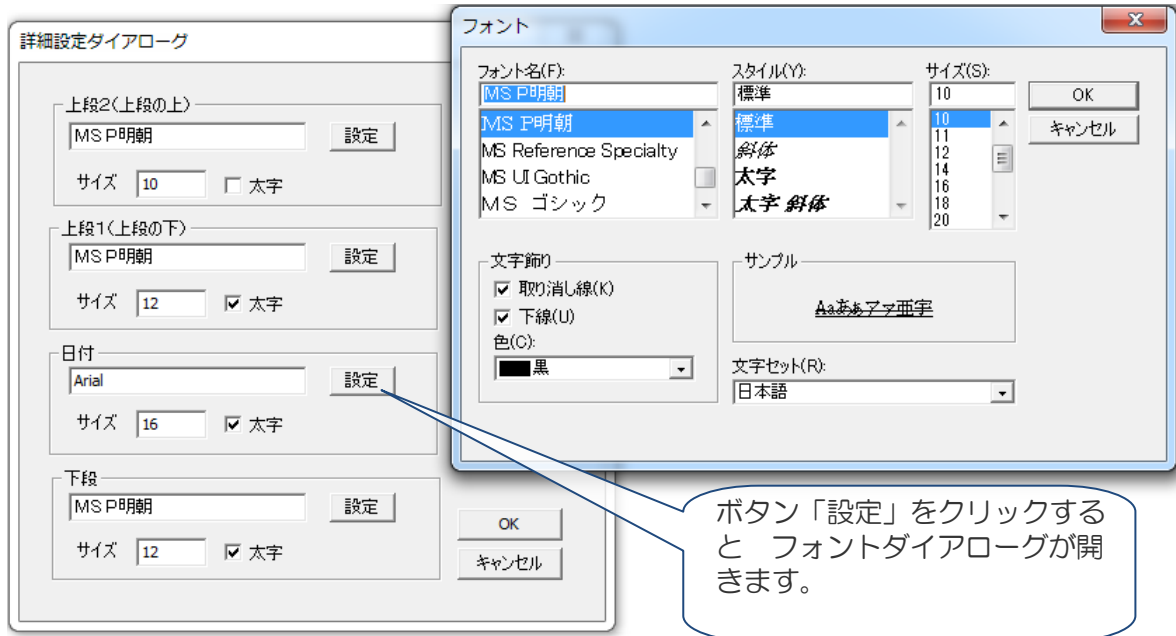 詳細設定ダイアローグ
上段2(上段の上)
MS P明朝
設定
サイズ 10 太字
上段1(上段の下)
MS P明朝
設定
サイズ 12 太字
日付
Arial
設定
サイズ 16 太字
下段
MS P明朝
設定
サイズ 12 太字
OK
キャンセル
フォント
フォント名(F):
MS P明朝
MS P明朝
MS Reference Specialty
MS UI Gothic
MS ゴシック
スタイル(Y):
標準
標準
斜体
太字
太字 斜体
サイズ(S):
10
10
11
12
14
16
18
20
OK
キャンセル
文字飾り
取り消し線(K)
下線(U)
色(C):
黒
サンプル
Aaあぁアァ亜宇
文字セット(R):
日本語
ボタン「設定」をクリックする
と　フォントダイアローグが開
きます。